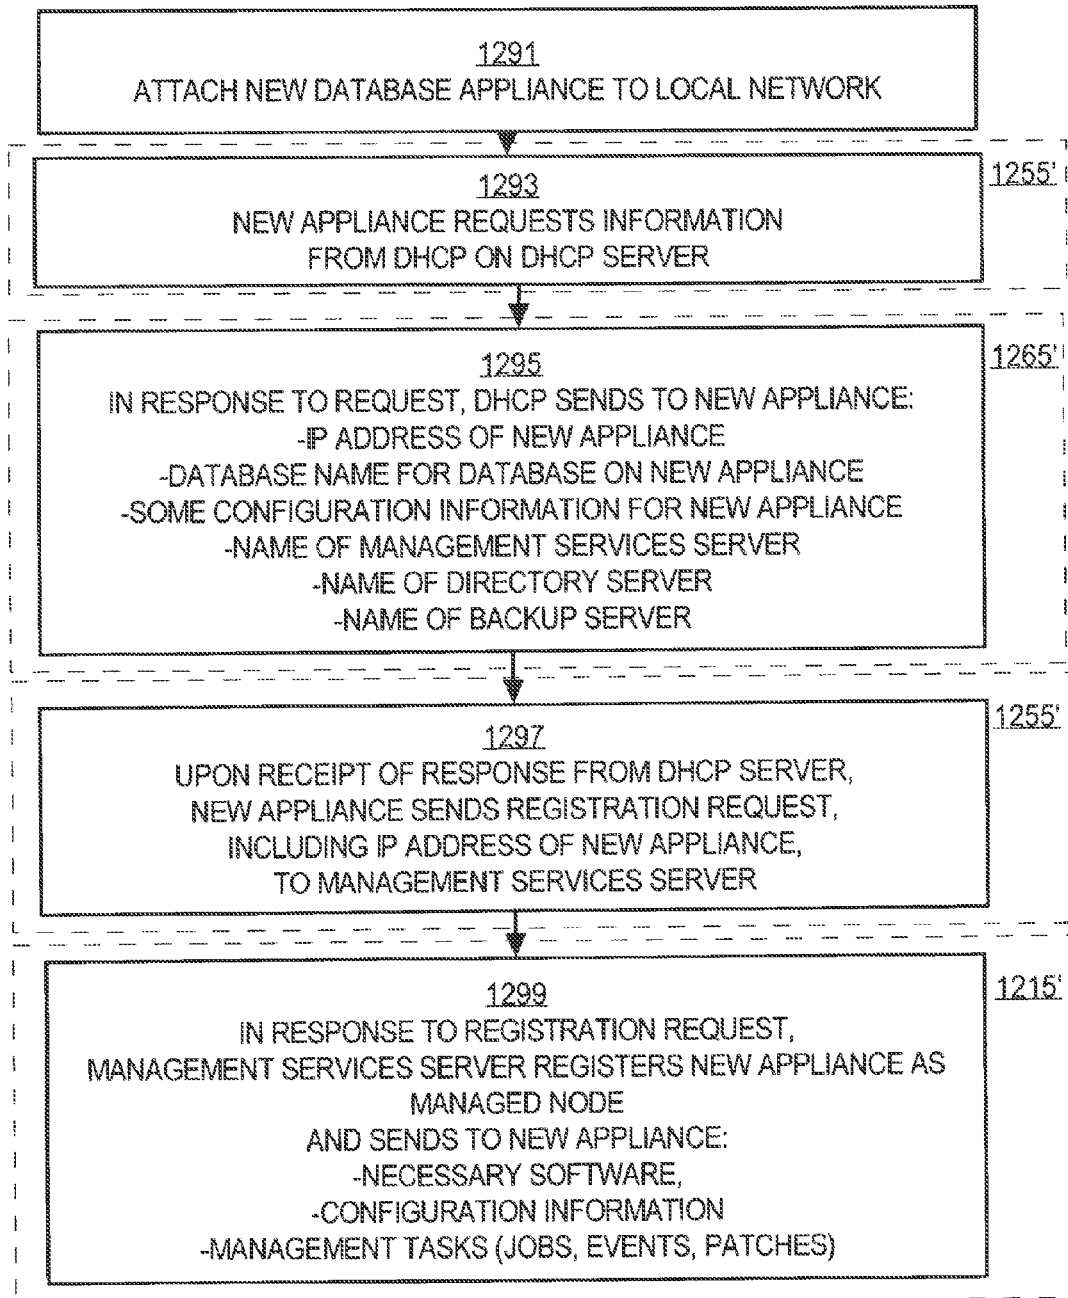 1291
ATTACH NEW DATABASE APPLIANCE TO LOCAL NETWORK
1255'
1293
NEW APPLIANCE REQUESTS INFORMATION
FROM DHCP ON DHCP SERVER
1265'
1295
IN RESPONSE TO REQUEST, DHCP SENDS TO NEW APPLIANCE:
-IP ADDRESS OF NEW APPLIANCE
-DATABASE NAME FOR DATABASE ON NEW APPLIANCE
-SOME CONFIGURATION INFORMATION FOR NEW APPLIANCE
-NAME OF MANAGEMENT SERVICES SERVER
-NAME OF DIRECTORY SERVER
-NAME OF BACKUP SERVER
1255'
1297
UPON RECEIPT OF RESPONSE FROM DHCP SERVER,
NEW APPLIANCE SENDS REGISTRATION REQUEST,
INCLUDING IP ADDRESS OF NEW APPLIANCE,
TO MANAGEMENT SERVICES SERVER
1215'
1299
IN RESPONSE TO REGISTRATION REQUEST,
MANAGEMENT SERVICES SERVER REGISTERS NEW APPLIANCE AS
MANAGED NODE
AND SENDS TO NEW APPLIANCE:
-NECESSARY SOFTWARE,
-CONFIGURATION INFORMATION
-MANAGEMENT TASKS (JOBS, EVENTS, PATCHES)